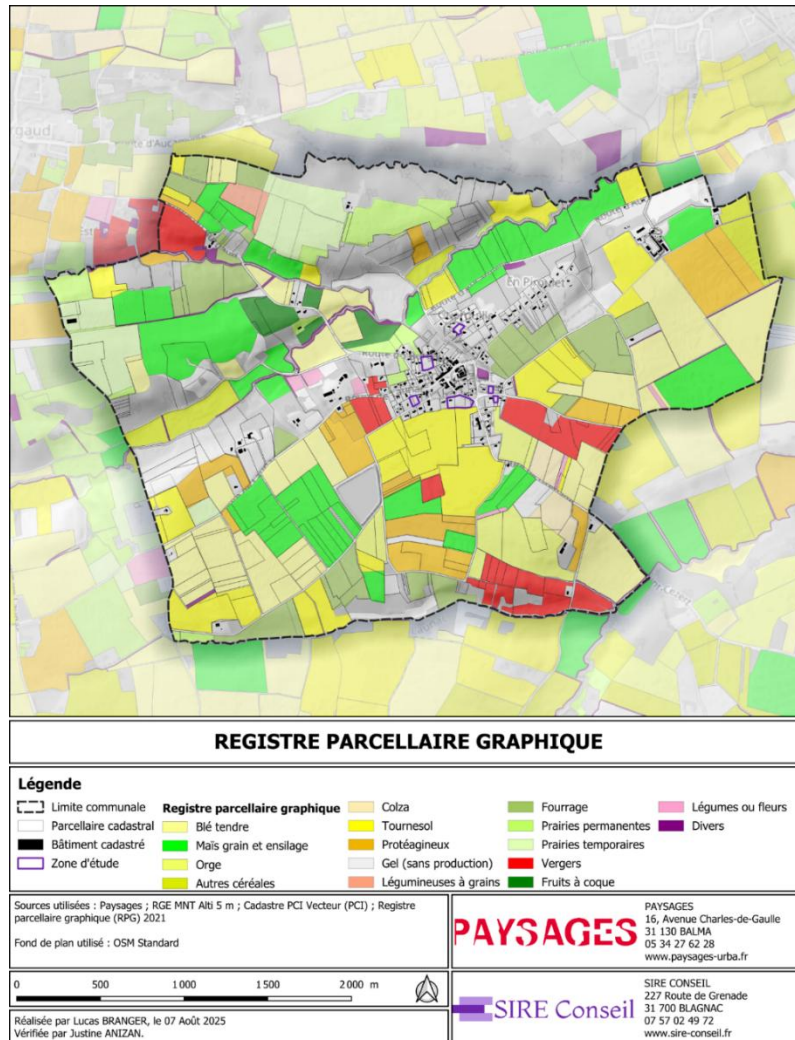 ergaud
En Pigoulet
REGISTRE PARCELLAIRE GRAPHIQUE
Légende
Limite communale
Parcellaire cadastral
Bâtiment cadastré
Zone d'étude
Registre parcellaire graphique
Blé tendre
Maïs grain et ensilage
Orge
Autres céréales
Colza
Tournesol
Protéagineux
Gel (sans production)
Légumineuses à grains
Fourrage
Prairies permanentes
Prairies temporaires
Vergers
Fruits à coque
Légumes ou fleurs
Divers
Sources utilisées : Paysages ; RGE MNT Alti 5 m ; Cadastre PCI Vecteur (PCI) ; Registre
parcellaire graphique (RPG) 2021
Fond de plan utilisé : OSM Standard
PAYSAGES
PAYSAGES
16, Avenue Charles-de-Gaulle
31 130 BALMA
05 34 27 62 28
www.paysages-urba.fr
0 500 1 000 1 500 2 000 m
Réalisée par Lucas BRANGER, le 07 Août 2025
Vérifiée par Justine ANIZAN.
SIRE Conseil
SIRE CONSEIL
227 Route de Grenade
31 700 BLAGNAC
07 57 02 49 72
www.sire-conseil.fr